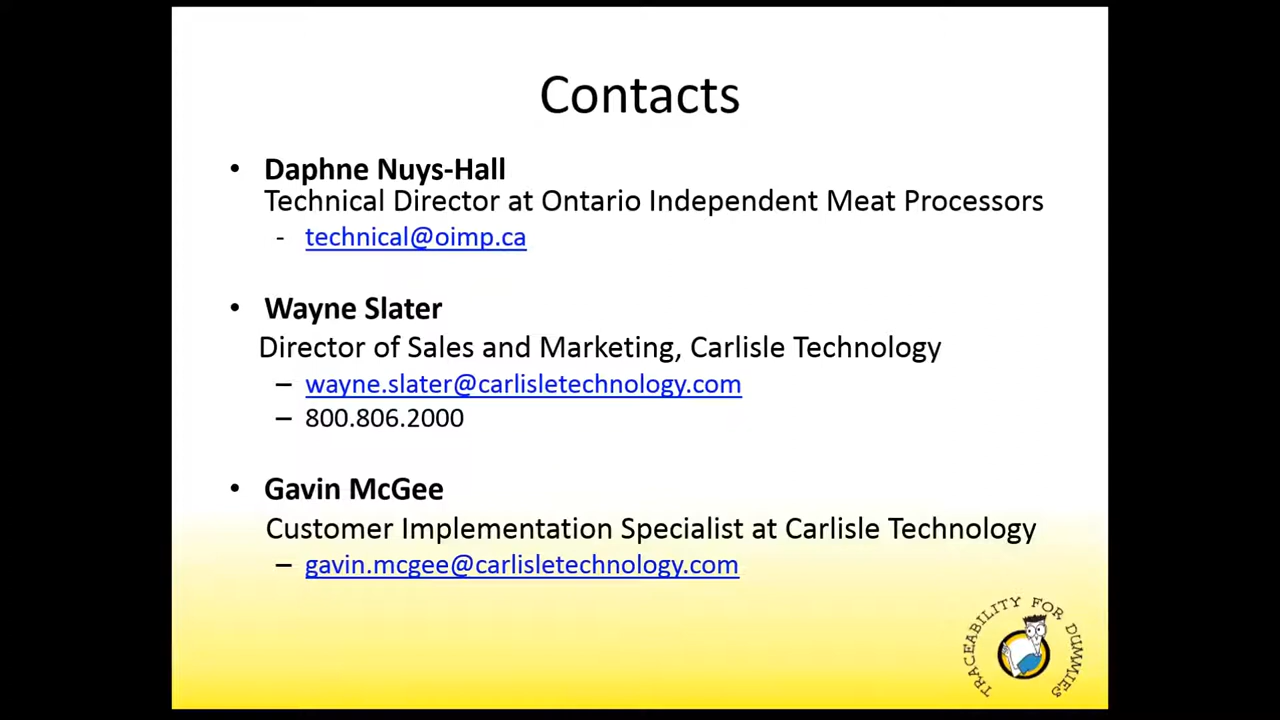 Contacts
• Daphne Nuys-Hall
Technical Director at Ontario Independent Meat Processors
- technical@oimp.ca
• Wayne Slater
Director of Sales and Marketing, Carlisle Technology
– wayne.slater@carlisletechnology.com
– 800.806.2000
• Gavin McGee
Customer Implementation Specialist at Carlisle Technology
– gavin.mcgee@carlisletechnology.com
TRACEABILITY FOR DUMMIES